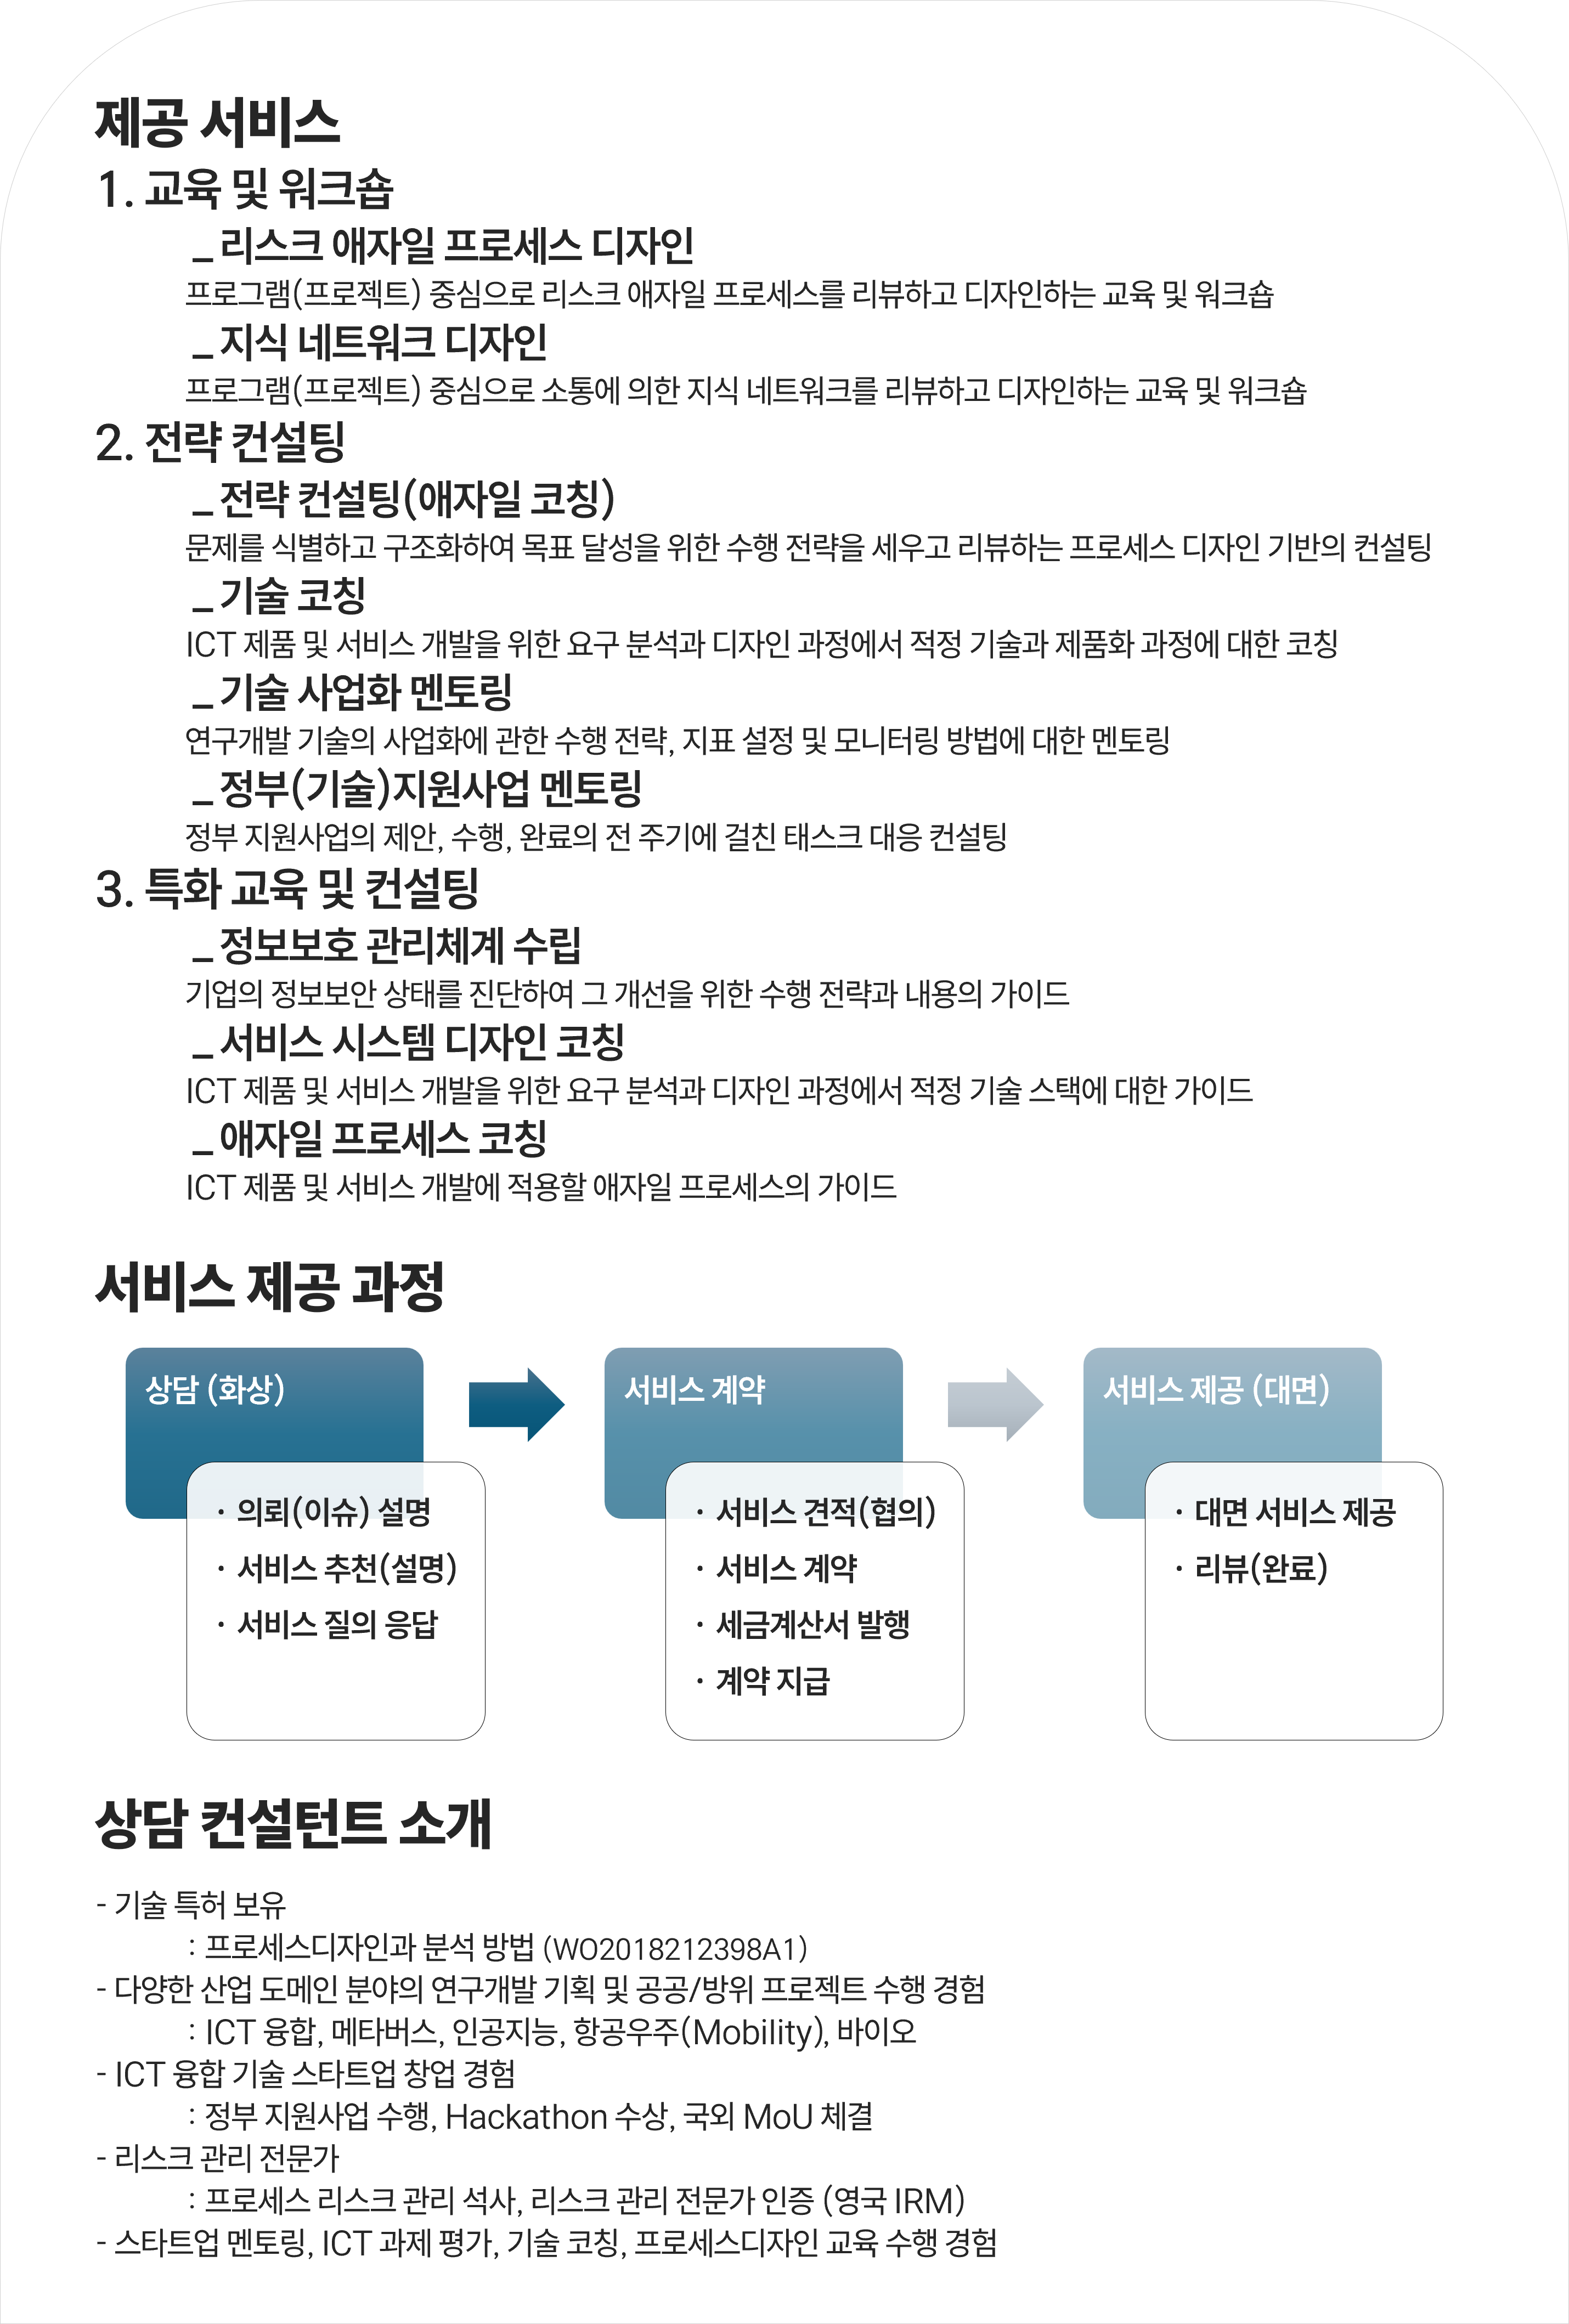 제공 서비스
1. 교육 및 워크숍
_ 리스크 애자일 프로세스 디자인
프로그램(프로젝트) 중심으로 리스크 애자일 프로세스를 리뷰하고 디자인하는 교육 및 워크숍
_ 지식 네트워크 디자인
프로그램(프로젝트) 중심으로 소통에 의한 지식 네트워크를 리뷰하고 디자인하는 교육 및 워크숍
2. 전략 컨설팅
_ 전략 컨설팅(애자일 코칭)
문제를 식별하고 구조화하여 목표 달성을 위한 수행 전략을 세우고 리뷰하는 프로세스 디자인 기반의 컨설팅
_ 기술 코칭
ICT 제품 및 서비스 개발을 위한 요구 분석과 디자인 과정에서 적정 기술과 제품화 과정에 대한 코칭
_ 기술 사업화 멘토링
연구개발 기술의 사업화에 관한 수행 전략, 지표 설정 및 모니터링 방법에 대한 멘토링
_ 정부(기술)지원사업 멘토링
정부 지원사업의 제안, 수행, 완료의 전 주기에 걸친 태스크 대응 컨설팅
3. 특화 교육 및 컨설팅
_ 정보보호 관리체계 수립
기업의 정보보안 상태를 진단하여 그 개선을 위한 수행 전략과 내용의 가이드
_ 서비스 시스템 디자인 코칭
ICT 제품 및 서비스 개발을 위한 요구 분석과 디자인 과정에서 적정 기술 스택에 대한 가이드
_ 애자일 프로세스 코칭
ICT 제품 및 서비스 개발에 적용할 애자일 프로세스의 가이드
서비스 제공 과정
상담 (화상)
· 의뢰(이슈) 설명
· 서비스 추천(설명)
· 서비스 질의 응답
서비스 계약
· 서비스 견적(협의)
· 서비스 계약
· 세금계산서 발행
· 계약 지급
서비스 제공 (대면)
· 대면 서비스 제공
· 리뷰(완료)
상담 컨설턴트 소개
- 기술 특허 보유
: 프로세스디자인과 분석 방법 (WO2018212398A1)
- 다양한 산업 도메인 분야의 연구개발 기획 및 공공/방위 프로젝트 수행 경험
: ICT 융합, 메타버스, 인공지능, 항공우주(Mobility), 바이오
- ICT 융합 기술 스타트업 창업 경험
: 정부 지원사업 수행, Hackathon 수상, 국외 MoU 체결
- 리스크 관리 전문가
: 프로세스 리스크 관리 석사, 리스크 관리 전문가 인증 (영국 IRM)
- 스타트업 멘토링, ICT 과제 평가, 기술 코칭, 프로세스디자인 교육 수행 경험